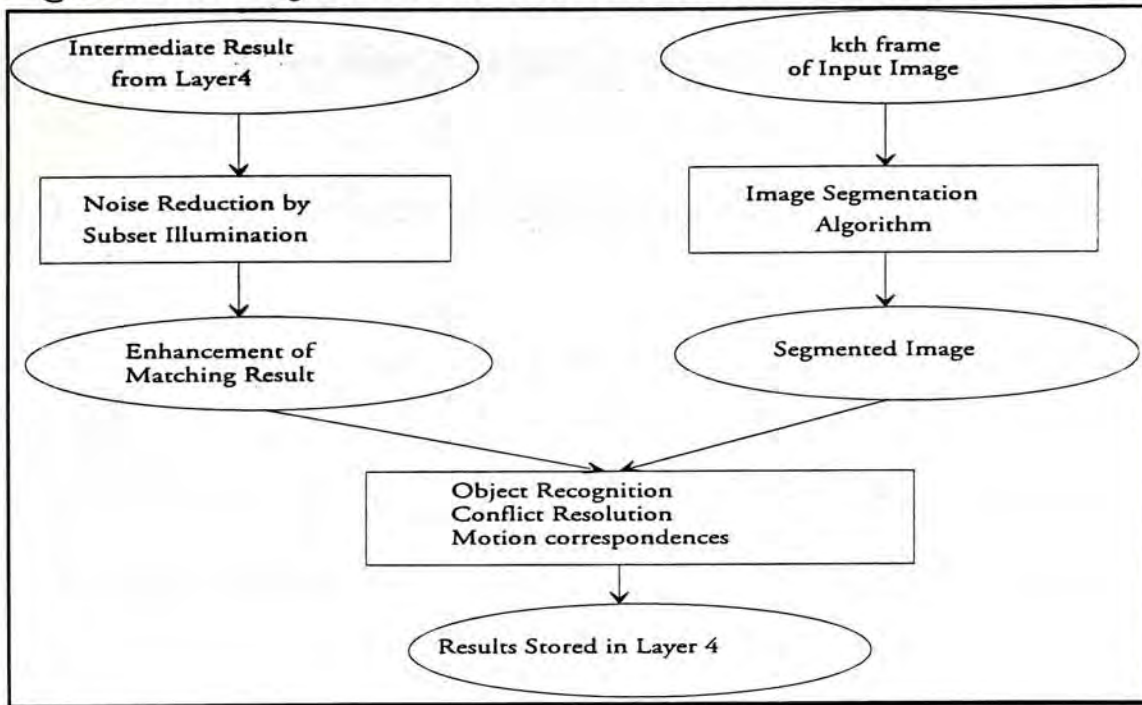 Intermediate Result
from Layer4
kth frame
of Input Image
Noise Reduction by
Subset Illumination
Image Segmentation
Algorithm
Enhancement of
Matching Result
Segmented Image
Object Recognition
Conflict Resolution
Motion correspondences
Results Stored in Layer 4